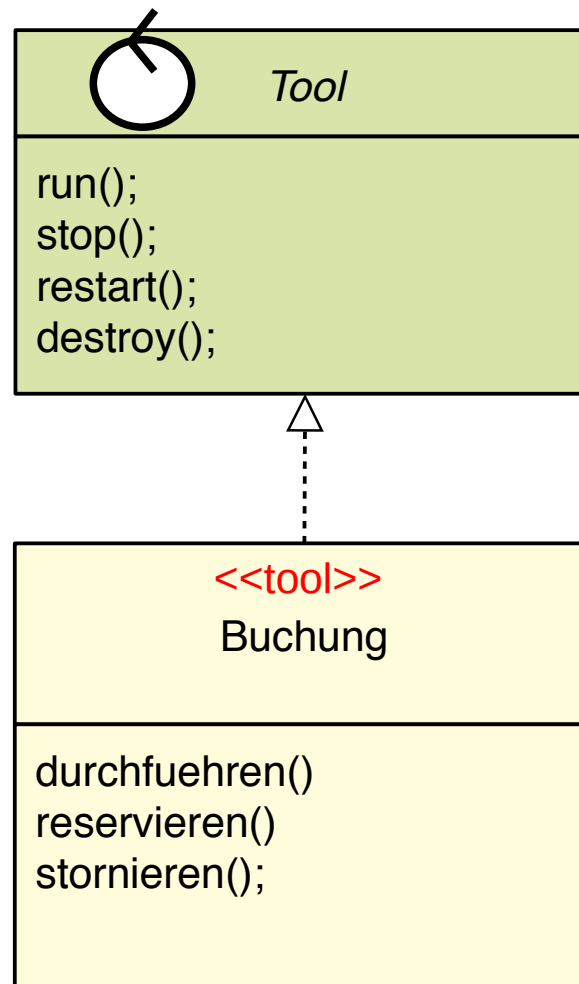 Tool
run();
stop();
restart();
destroy();
<<tool>>
Buchung
durchfuehren()
reservieren()
stornieren();